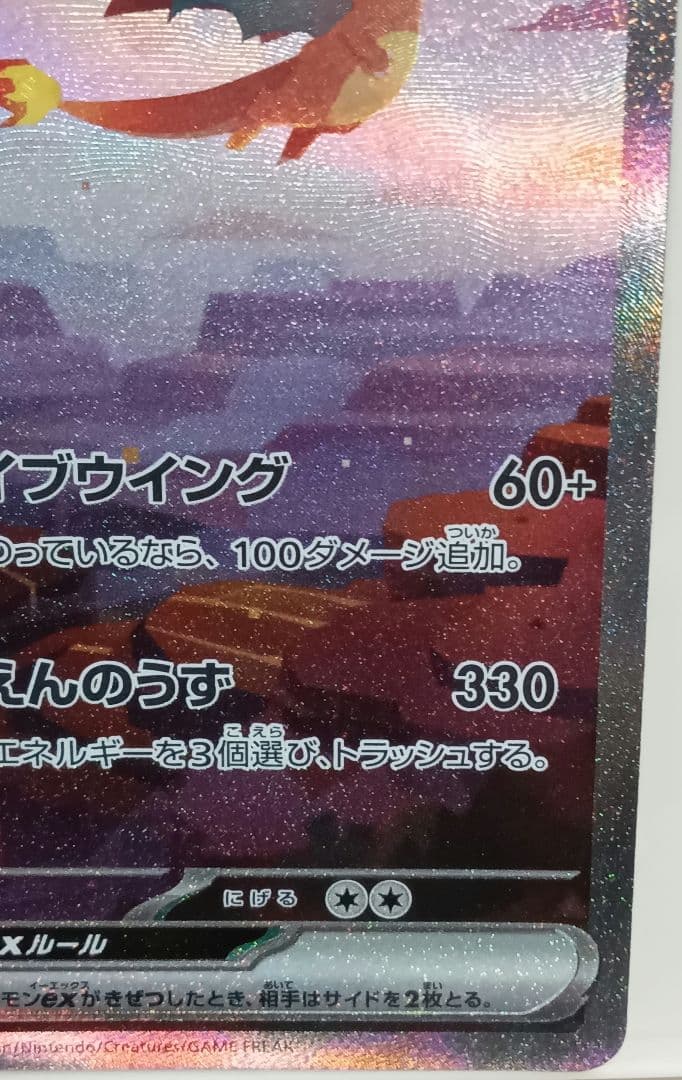 イブウイング 60+
ついか
っているなら、100ダメージ追加。
えんのうず 330
こ えら
エネルギーを3個選び、トラッシュする。
にげる
xルール
イーエックス あいて まい
モンexがきぜつしたとき、相手はサイドを2枚とる。
/Nintendo/Creatures/GAME FREAK